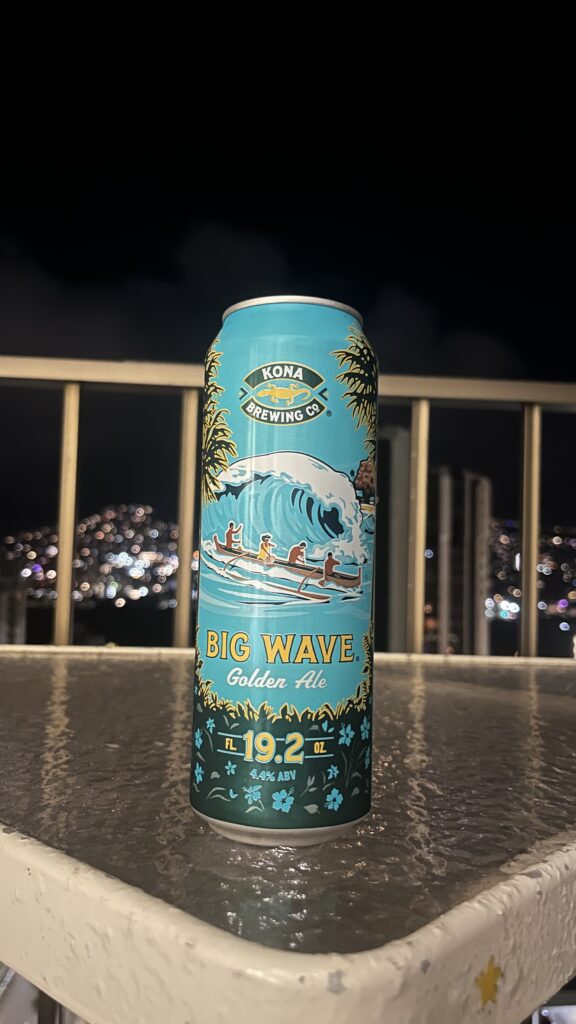 KONA
BREWING CO
®
BIG WAVE®
Golden Ale
FL. 19.2 OZ.
4.4% ABV